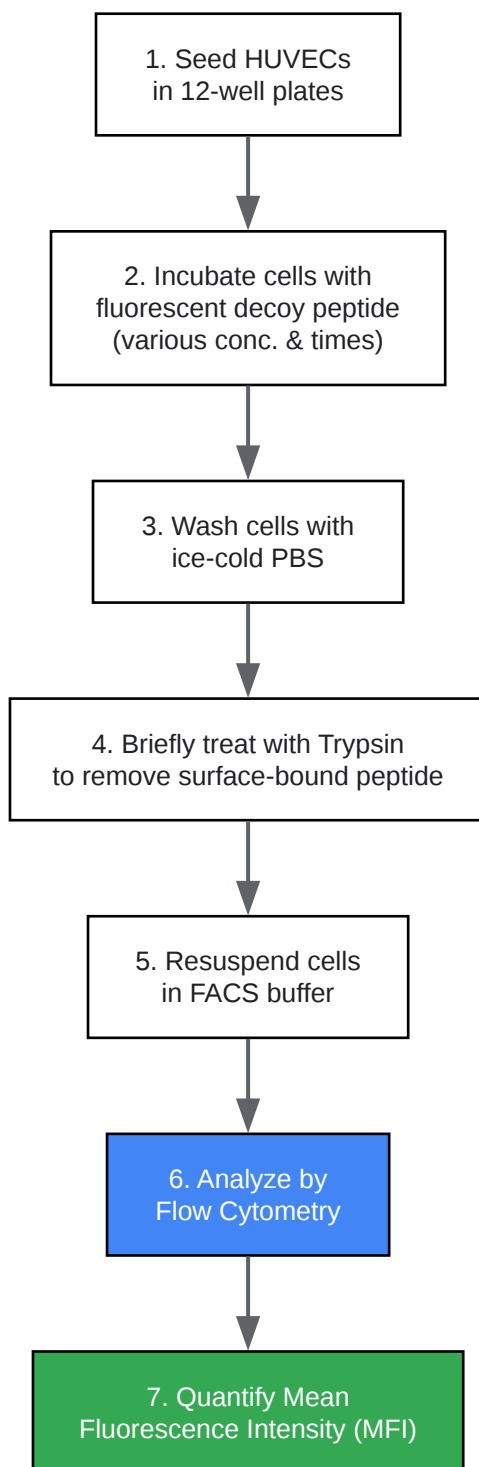 1. Seed HUVECs
in 12-well plates
2. Incubate cells with
fluorescent decoy peptide
(various conc. & times)
3. Wash cells with
ice-cold PBS
4. Briefly treat with Trypsin
to remove surface-bound peptide
5. Resuspend cells
in FACS buffer
6. Analyze by
Flow Cytometry
7. Quantify Mean
Fluorescence Intensity (MFI)